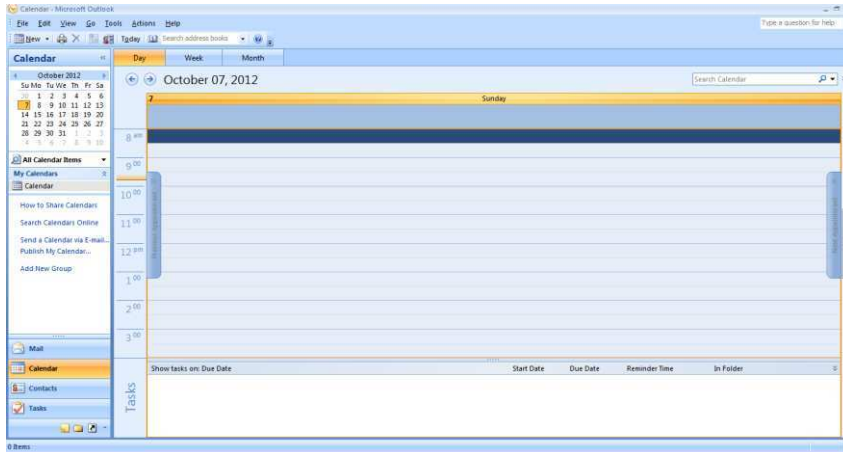 Calendar - Microsoft Outlook
File Edit View Go Tools Actions Help
Type a question for help
New Today Search address books
Calendar
October 2012
Su Mo Tu We Th Fr Sa
30 1 2 3 4 5 6
7 8 9 10 11 12 13
14 15 16 17 18 19 20
21 22 23 24 25 26 27
28 29 30 31 1 2 3
4 5 6 7 8 9 10
All Calendar Items
My Calendars
Calendar
How to Share Calendars
Search Calendars Online
Send a Calendar via E-mail...
Publish My Calendar...
Add New Group
Mail
Calendar
Contacts
Tasks
Day Week Month
October 07, 2012
Search Calendar
7 Sunday
8 am
9 00
10 00
11 00
12 pm
1 00
2 00
3 00
Previous Appointment
Next Appointment
Tasks
Show tasks on: Due Date Start Date Due Date Reminder Time In Folder
0 Items